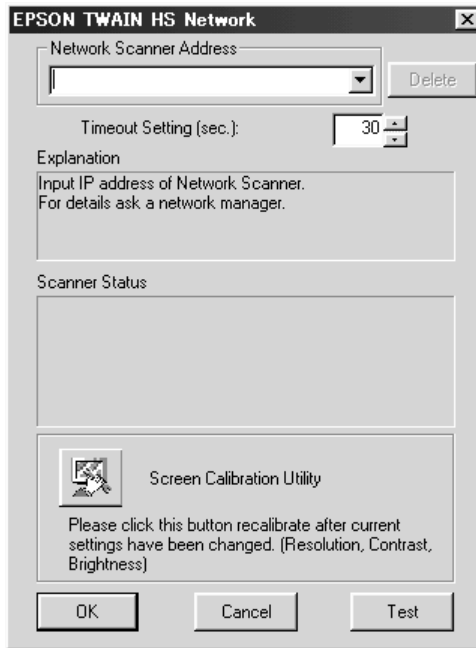 EPSON TWAIN HS Network
Network Scanner Address
Delete
Timeout Setting (sec.): 30
Explanation
Input IP address of Network Scanner.
For details ask a network manager.
Scanner Status
Screen Calibration Utility
Please click this button recalibrate after current
settings have been changed. (Resolution, Contrast,
Brightness)
OK Cancel Test